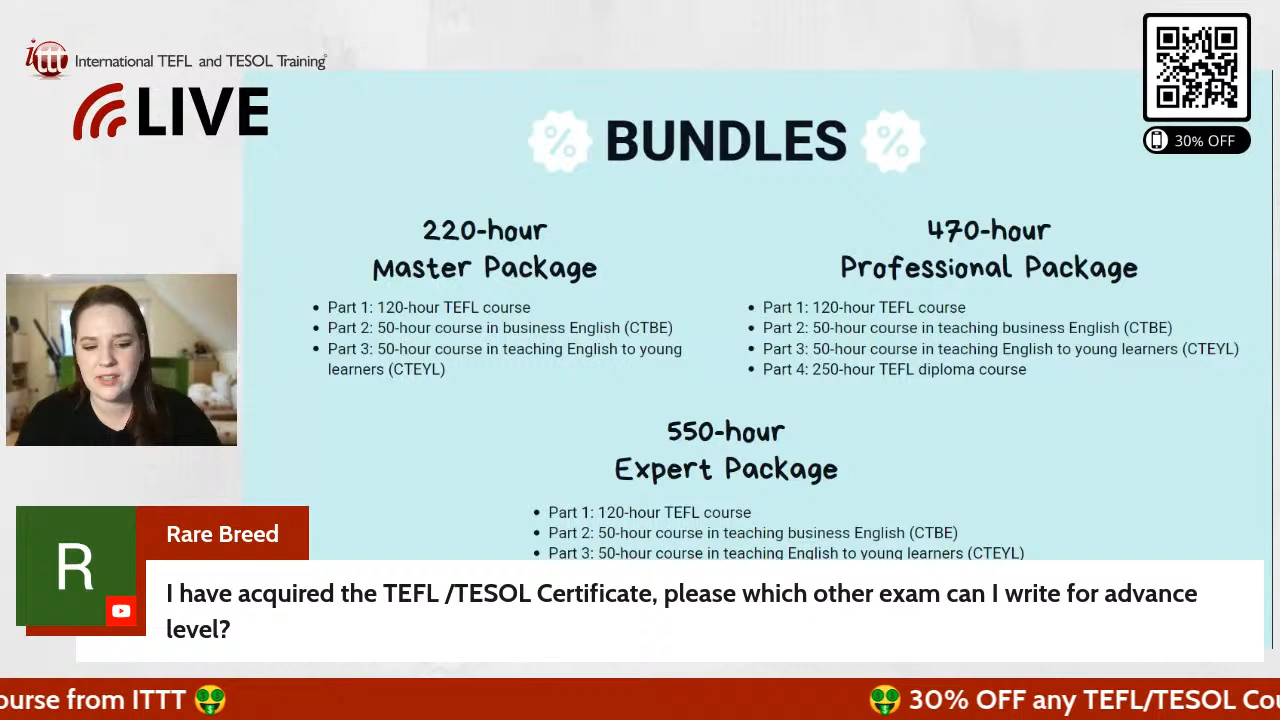 ittt International TEFL and TESOL Training
LIVE
30% OFF
% BUNDLES %
220-hour
Master Package
• Part 1: 120-hour TEFL course
• Part 2: 50-hour course in business English (CTBE)
• Part 3: 50-hour course in teaching English to young
learners (CTEYL)
470-hour
Professional Package
• Part 1: 120-hour TEFL course
• Part 2: 50-hour course in teaching business English (CTBE)
• Part 3: 50-hour course in teaching English to young learners (CTEYL)
• Part 4: 250-hour TEFL diploma course
550-hour
Expert Package
• Part 1: 120-hour TEFL course
• Part 2: 50-hour course in teaching business English (CTBE)
• Part 3: 50-hour course in teaching English to young learners (CTEYL)
R
Rare Breed
I have acquired the TEFL /TESOL Certificate, please which other exam can I write for advance
level?
ourse from ITTT 🤑 🤑 30% OFF any TEFL/TESOL Cou